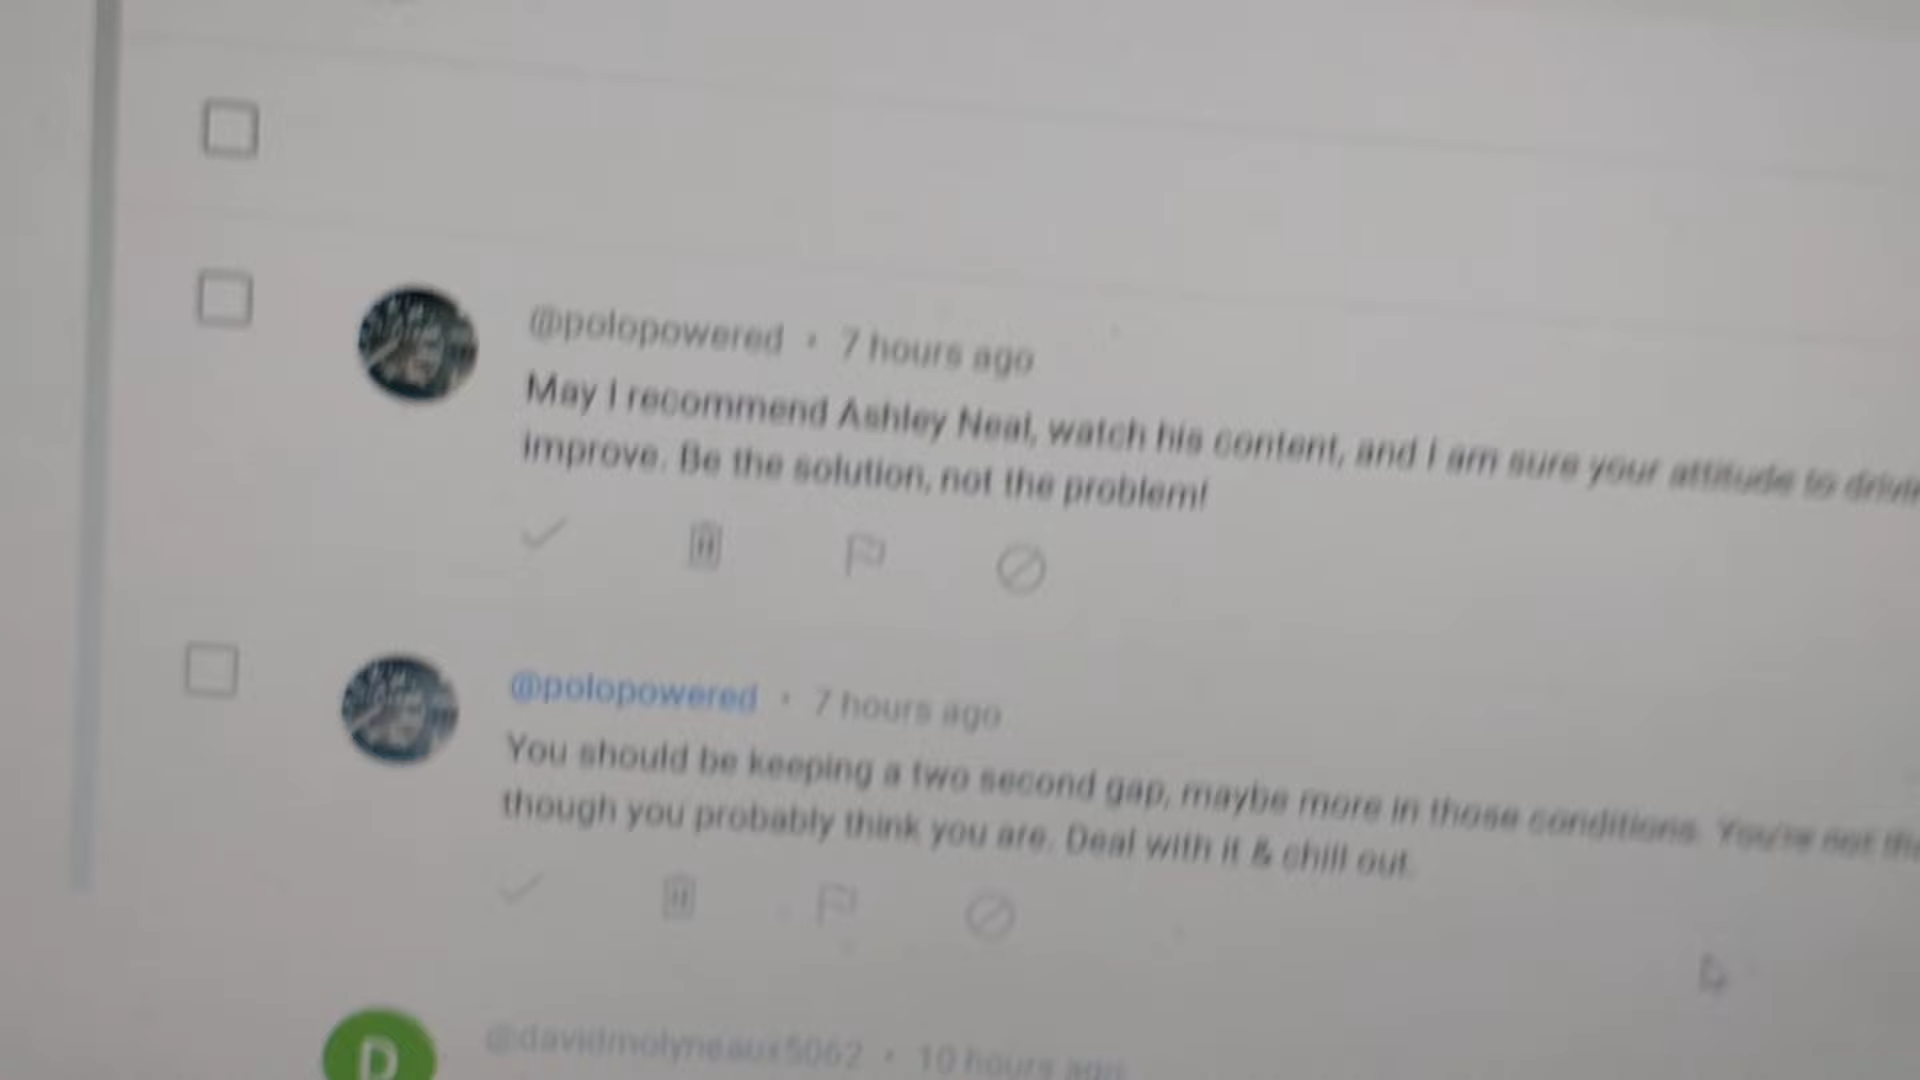 @polopowered • 7 hours ago
May I recommend Ashley Neal, watch his content, and I am sure your attitude to
improve. Be the solution, not the problem!
@polopowered • 7 hours ago
You should be keeping a two second gap, maybe more in those conditions. You're not
though you probably think you are. Deal with it & chill out.
D
@davidmolyneaux5062 • 10 hours ago